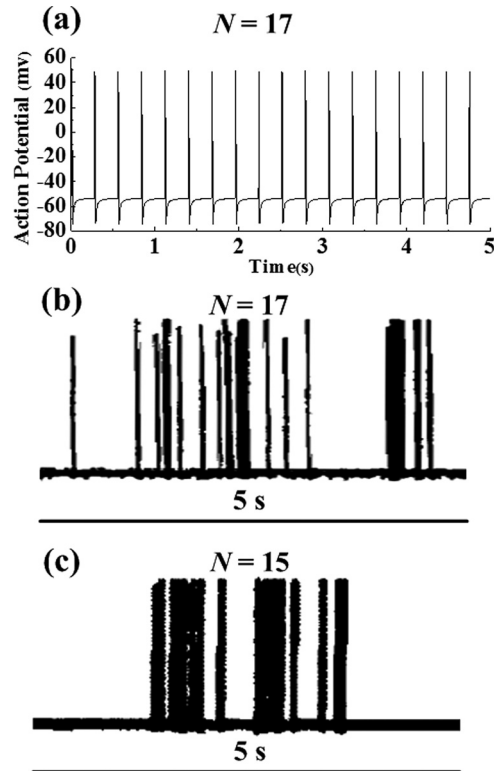 (a) N = 17
Action Potential (mv)
60
40
20
0
-20
-40
-60
-80
0 1 2 3 4 5
Time(s)
(b) N = 17
5 s
(c) N = 15
5 s